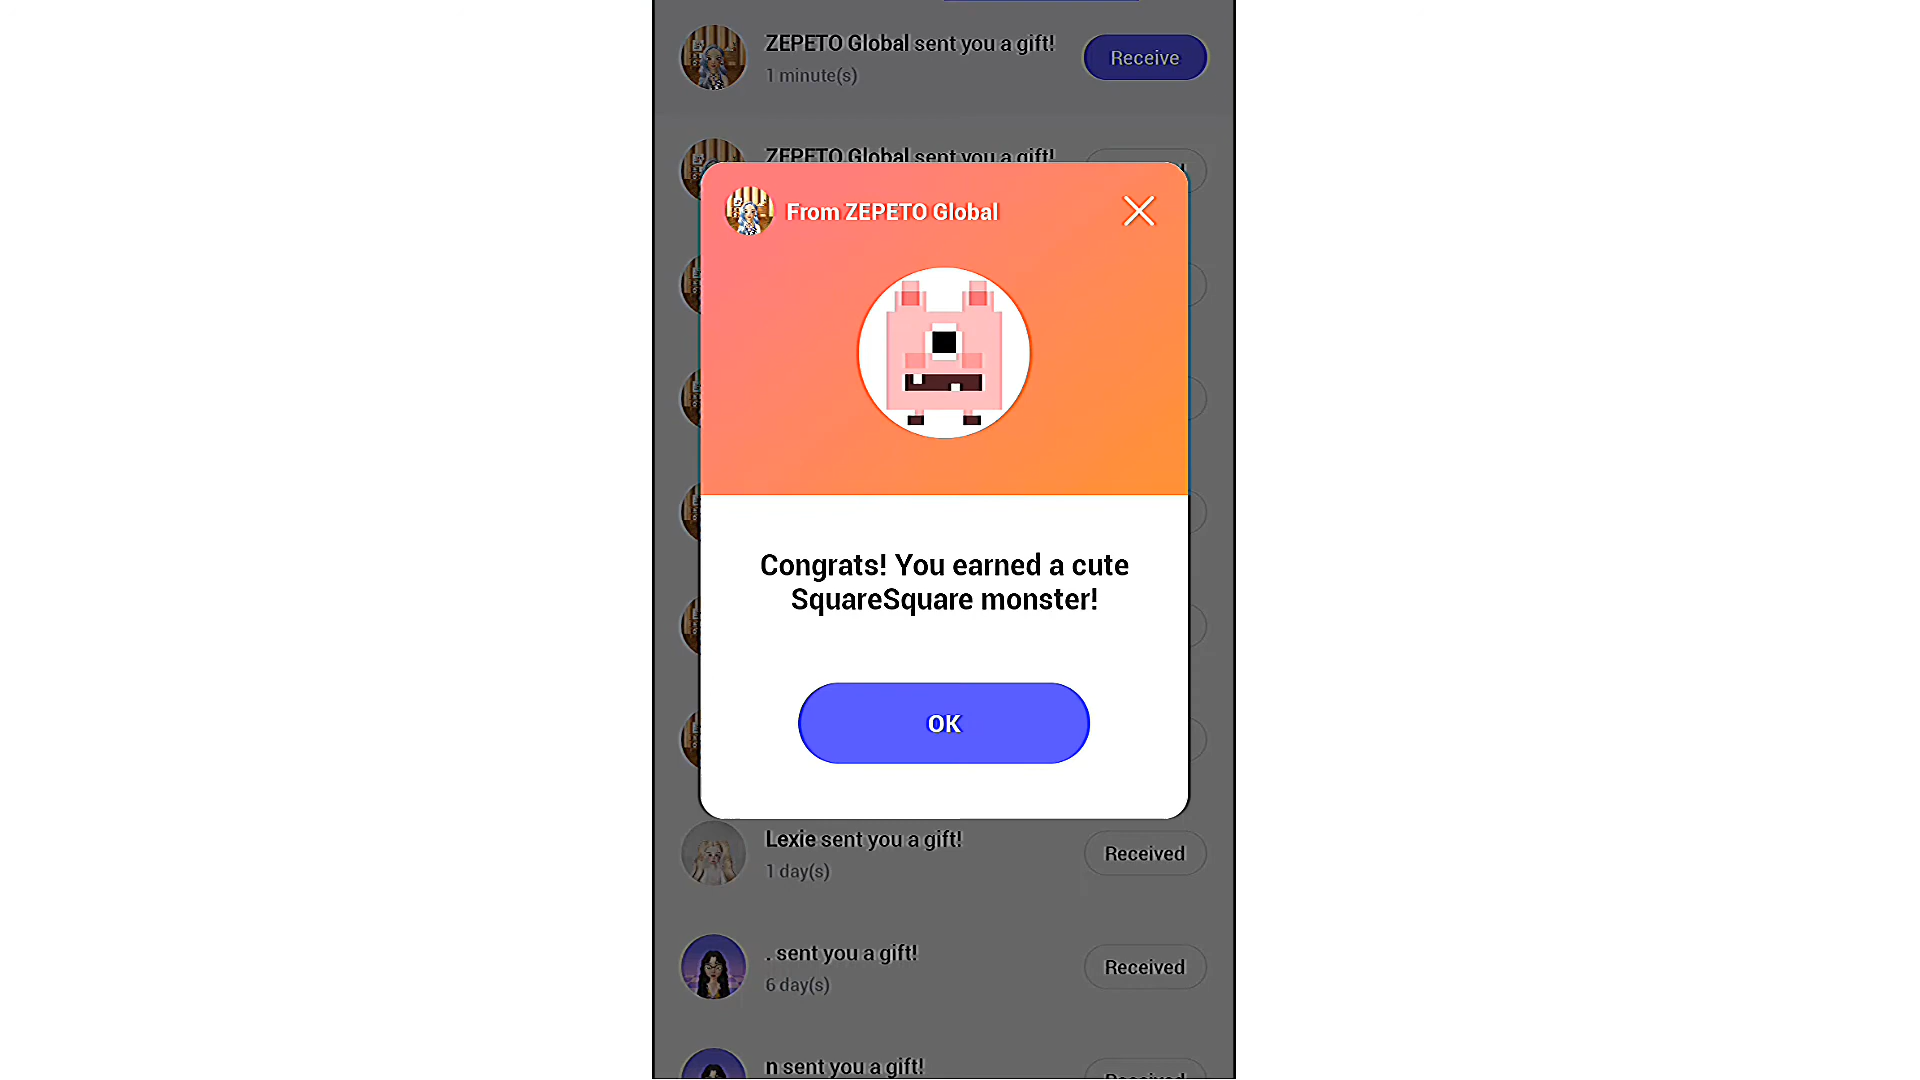 ZEPETO Global sent you a gift!
1 minute(s)
Receive
ZEPETO Global sent you a gift!
From ZEPETO Global
Congrats! You earned a cute
SquareSquare monster!
OK
Lexie sent you a gift!
1 day(s)
Received
. sent you a gift!
6 day(s)
Received
n sent you a gift!
Received